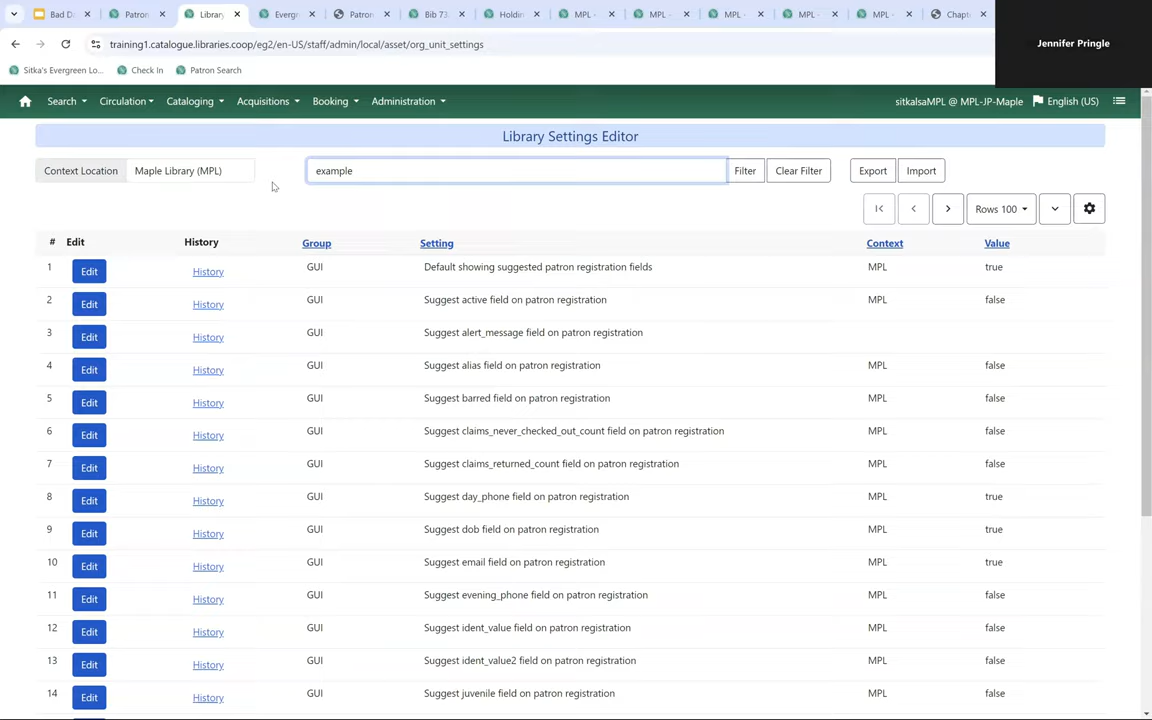 Bad D
Patron
Library
Evergr
Patron
Bib 73
Holdin
MPL -
MPL -
MPL -
MPL -
MPL -
Chapt
training1.catalogue.libraries.coop/eg2/en-US/staff/admin/local/asset/org_unit_settings
Jennifer Pringle
Sitka's Evergreen Lo... Check In Patron Search
Search Circulation Cataloging Acquisitions Booking Administration sitkalsaMPL @ MPL-JP-Maple English (US)
Library Settings Editor
Context Location Maple Library (MPL) example Filter Clear Filter Export Import
Rows 100
# Edit History Group Setting Context Value
1 Edit History GUI Default showing suggested patron registration fields MPL true
2 Edit History GUI Suggest active field on patron registration MPL false
3 Edit History GUI Suggest alert_message field on patron registration
4 Edit History GUI Suggest alias field on patron registration MPL false
5 Edit History GUI Suggest barred field on patron registration MPL false
6 Edit History GUI Suggest claims_never_checked_out_count field on patron registration MPL false
7 Edit History GUI Suggest claims_returned_count field on patron registration MPL false
8 Edit History GUI Suggest day_phone field on patron registration MPL true
9 Edit History GUI Suggest dob field on patron registration MPL true
10 Edit History GUI Suggest email field on patron registration MPL true
11 Edit History GUI Suggest evening_phone field on patron registration MPL false
12 Edit History GUI Suggest ident_value field on patron registration MPL false
13 Edit History GUI Suggest ident_value2 field on patron registration MPL false
14 Edit History GUI Suggest juvenile field on patron registration MPL false